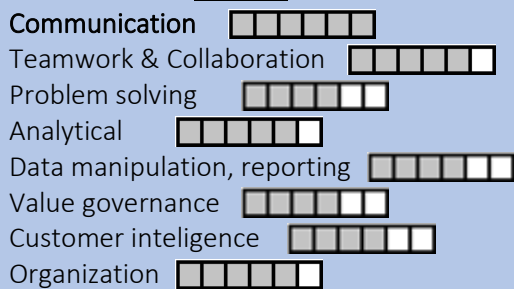 Communication
Teamwork & Collaboration
Problem solving
Analytical
Data manipulation, reporting
Value governance
Customer inteligence
Organization